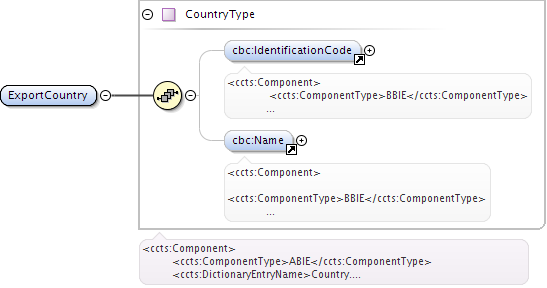 CountryType
cbc:IdentificationCode
<ccts:Component>
<ccts:ComponentType>BBIE</ccts:ComponentType>
...
ExportCountry
cbc:Name
<ccts:Component>
<ccts:ComponentType>BBIE</ccts:ComponentType>
...
<ccts:Component>
<ccts:ComponentType>ABIE</ccts:ComponentType>
<ccts:DictionaryEntryName>Country....